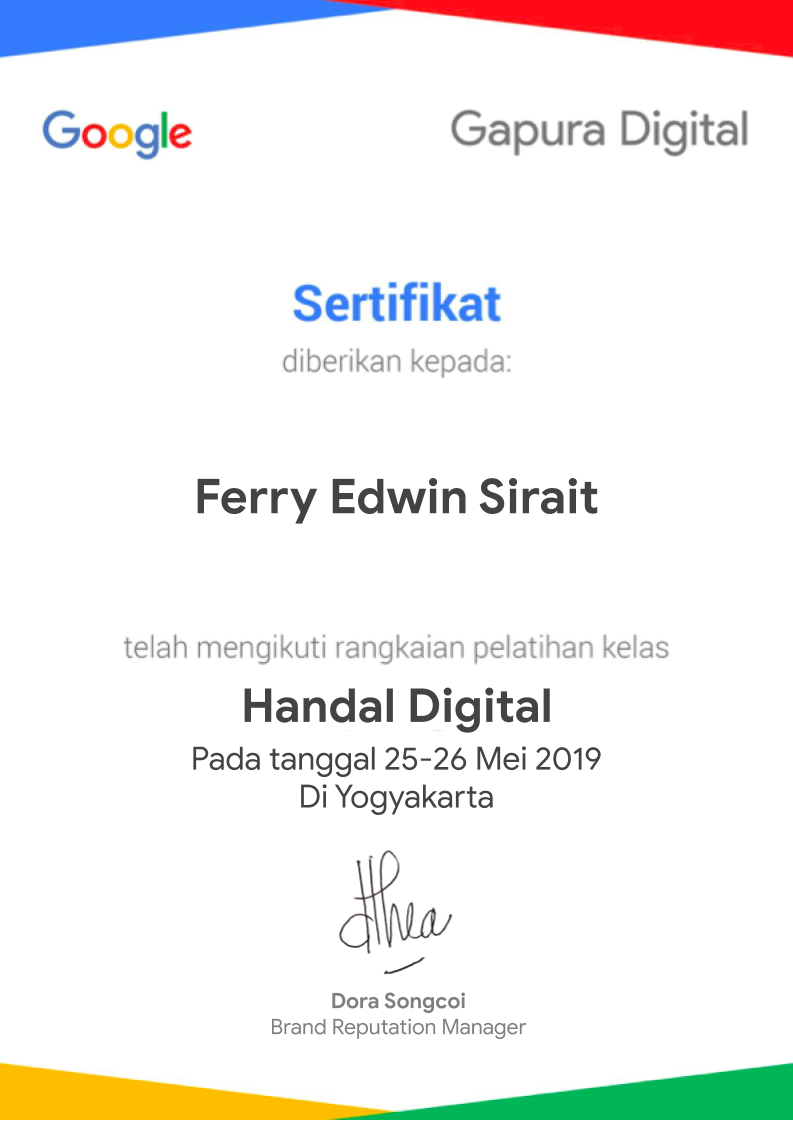 Google
Gapura Digital
Sertifikat
diberikan kepada:
Ferry Edwin Sirait
telah mengikuti rangkaian pelatihan kelas
Handal Digital
Pada tanggal 25-26 Mei 2019
Di Yogyakarta
Dora Songcoi
Brand Reputation Manager